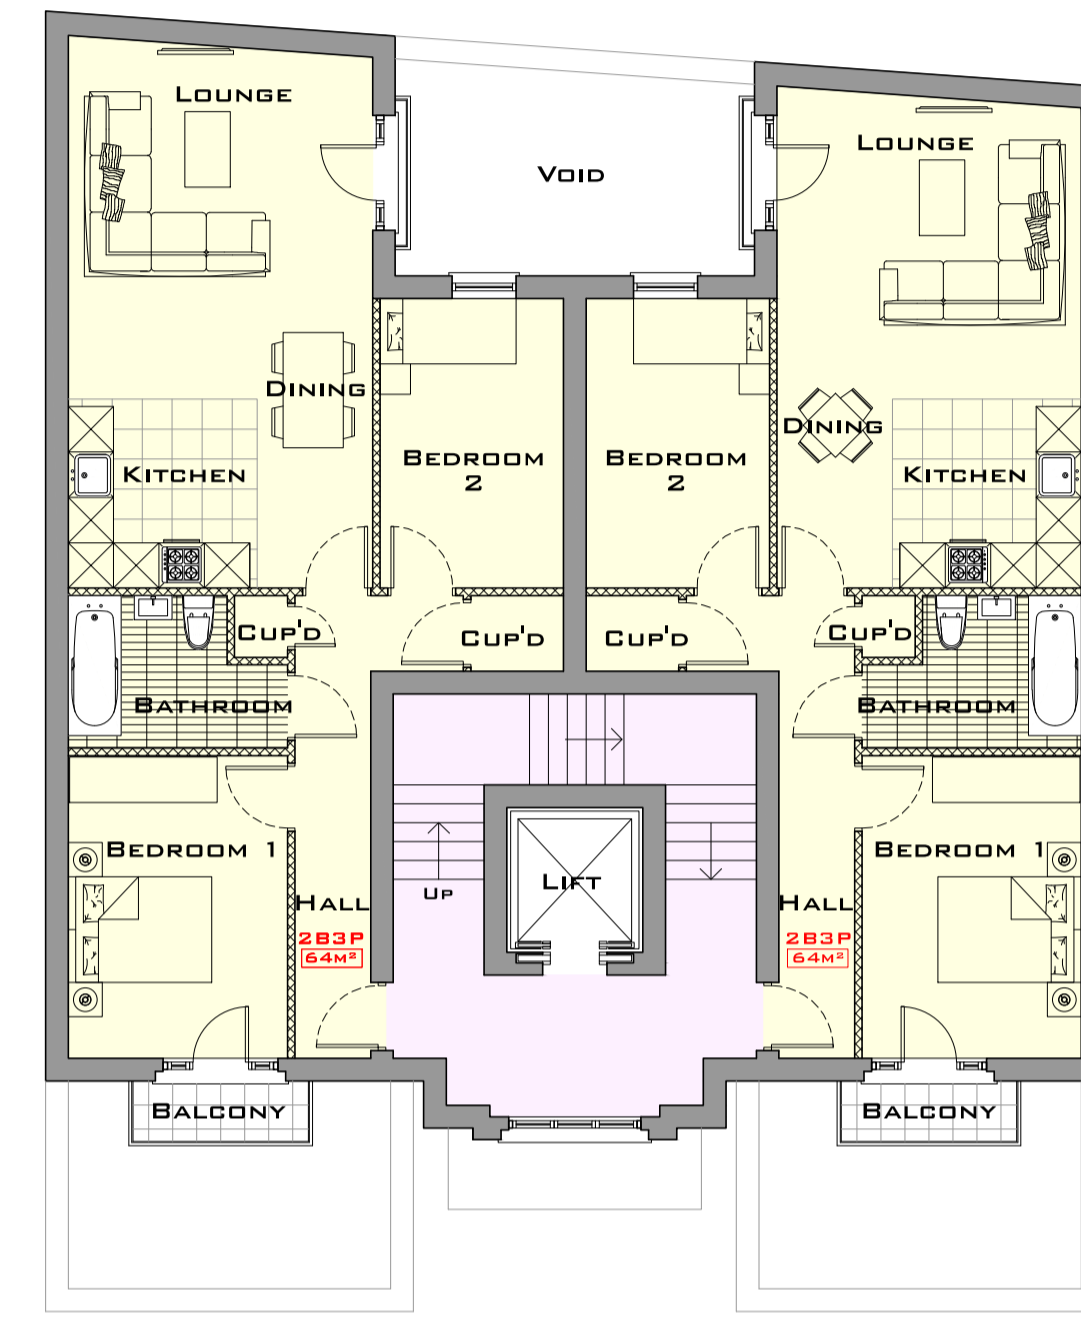 LOUNGE
LOUNGE
VOID
DINING
DINING
KITCHEN
BEDROOM
2
BEDROOM
2
KITCHEN
CUP'D
CUP'D
CUP'D
CUP'D
BATHROOM
BATHROOM
BEDROOM 1
BEDROOM 1
LIFT
UP
HALL
HALL
2B3P
64M²
2B3P
64M²
BALCONY
BALCONY